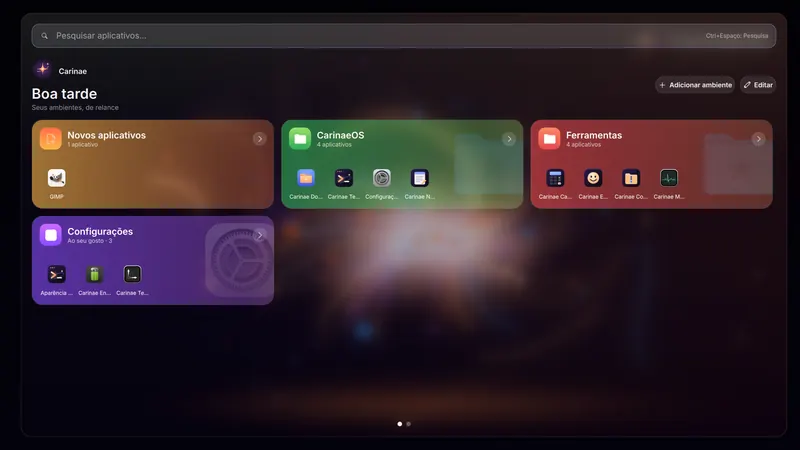 Pesquisar aplicativos...
Ctrl+Espaço: Pesquisa
Carinae
Boa tarde
Seus ambientes, de relance
Adicionar ambiente
Editar
Novos aplicativos
1 aplicativo
GIMP
CarinaeOS
4 aplicativos
Carinae Do...
Carinae Te...
Configuraç...
Carinae N...
Ferramentas
4 aplicativos
Carinae Ca...
Carinae E...
Carinae Co...
Carinae M...
Configurações
Ao seu gosto · 3
Aparência ...
Carinae En...
Carinae Te...